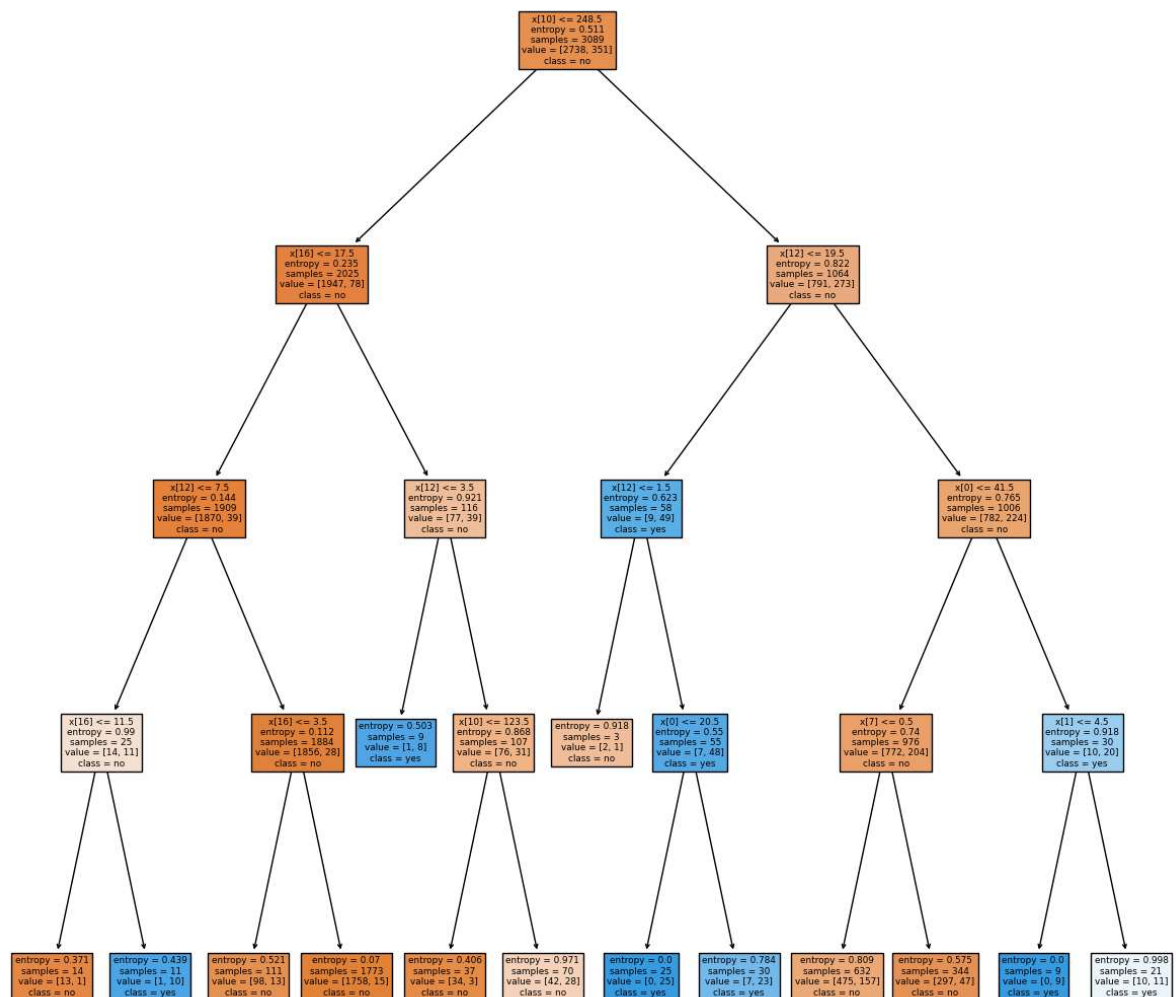 x[10] <= 248.5
entropy = 0.511
samples = 3089
value = [2738, 351]
class = no
x[16] <= 17.5
entropy = 0.235
samples = 2025
value = [1947, 78]
class = no
x[12] <= 19.5
entropy = 0.822
samples = 1064
value = [791, 273]
class = no
x[12] <= 7.5
entropy = 0.144
samples = 1909
value = [1870, 39]
class = no
x[12] <= 3.5
entropy = 0.921
samples = 116
value = [77, 39]
class = no
x[12] <= 1.5
entropy = 0.623
samples = 58
value = [9, 49]
class = yes
x[0] <= 41.5
entropy = 0.765
samples = 1006
value = [782, 224]
class = no
x[16] <= 11.5
entropy = 0.99
samples = 25
value = [14, 11]
class = no
x[16] <= 3.5
entropy = 0.112
samples = 1884
value = [1856, 28]
class = no
entropy = 0.503
samples = 9
value = [1, 8]
class = yes
x[10] <= 123.5
entropy = 0.868
samples = 107
value = [76, 31]
class = no
entropy = 0.918
samples = 3
value = [2, 1]
class = no
x[0] <= 20.5
entropy = 0.55
samples = 55
value = [7, 48]
class = yes
x[7] <= 0.5
entropy = 0.74
samples = 976
value = [772, 204]
class = no
x[1] <= 4.5
entropy = 0.918
samples = 30
value = [10, 20]
class = yes
entropy = 0.371
samples = 14
value = [13, 1]
class = no
entropy = 0.439
samples = 11
value = [1, 10]
class = yes
entropy = 0.521
samples = 111
value = [98, 13]
class = no
entropy = 0.07
samples = 1773
value = [1758, 15]
class = no
entropy = 0.406
samples = 37
value = [34, 3]
class = no
entropy = 0.971
samples = 70
value = [42, 28]
class = no
entropy = 0.0
samples = 25
value = [0, 25]
class = yes
entropy = 0.784
samples = 30
value = [7, 23]
class = yes
entropy = 0.809
samples = 632
value = [475, 157]
class = no
entropy = 0.575
samples = 344
value = [297, 47]
class = no
entropy = 0.0
samples = 9
value = [0, 9]
class = yes
entropy = 0.998
samples = 21
value = [10, 11]
class = yes